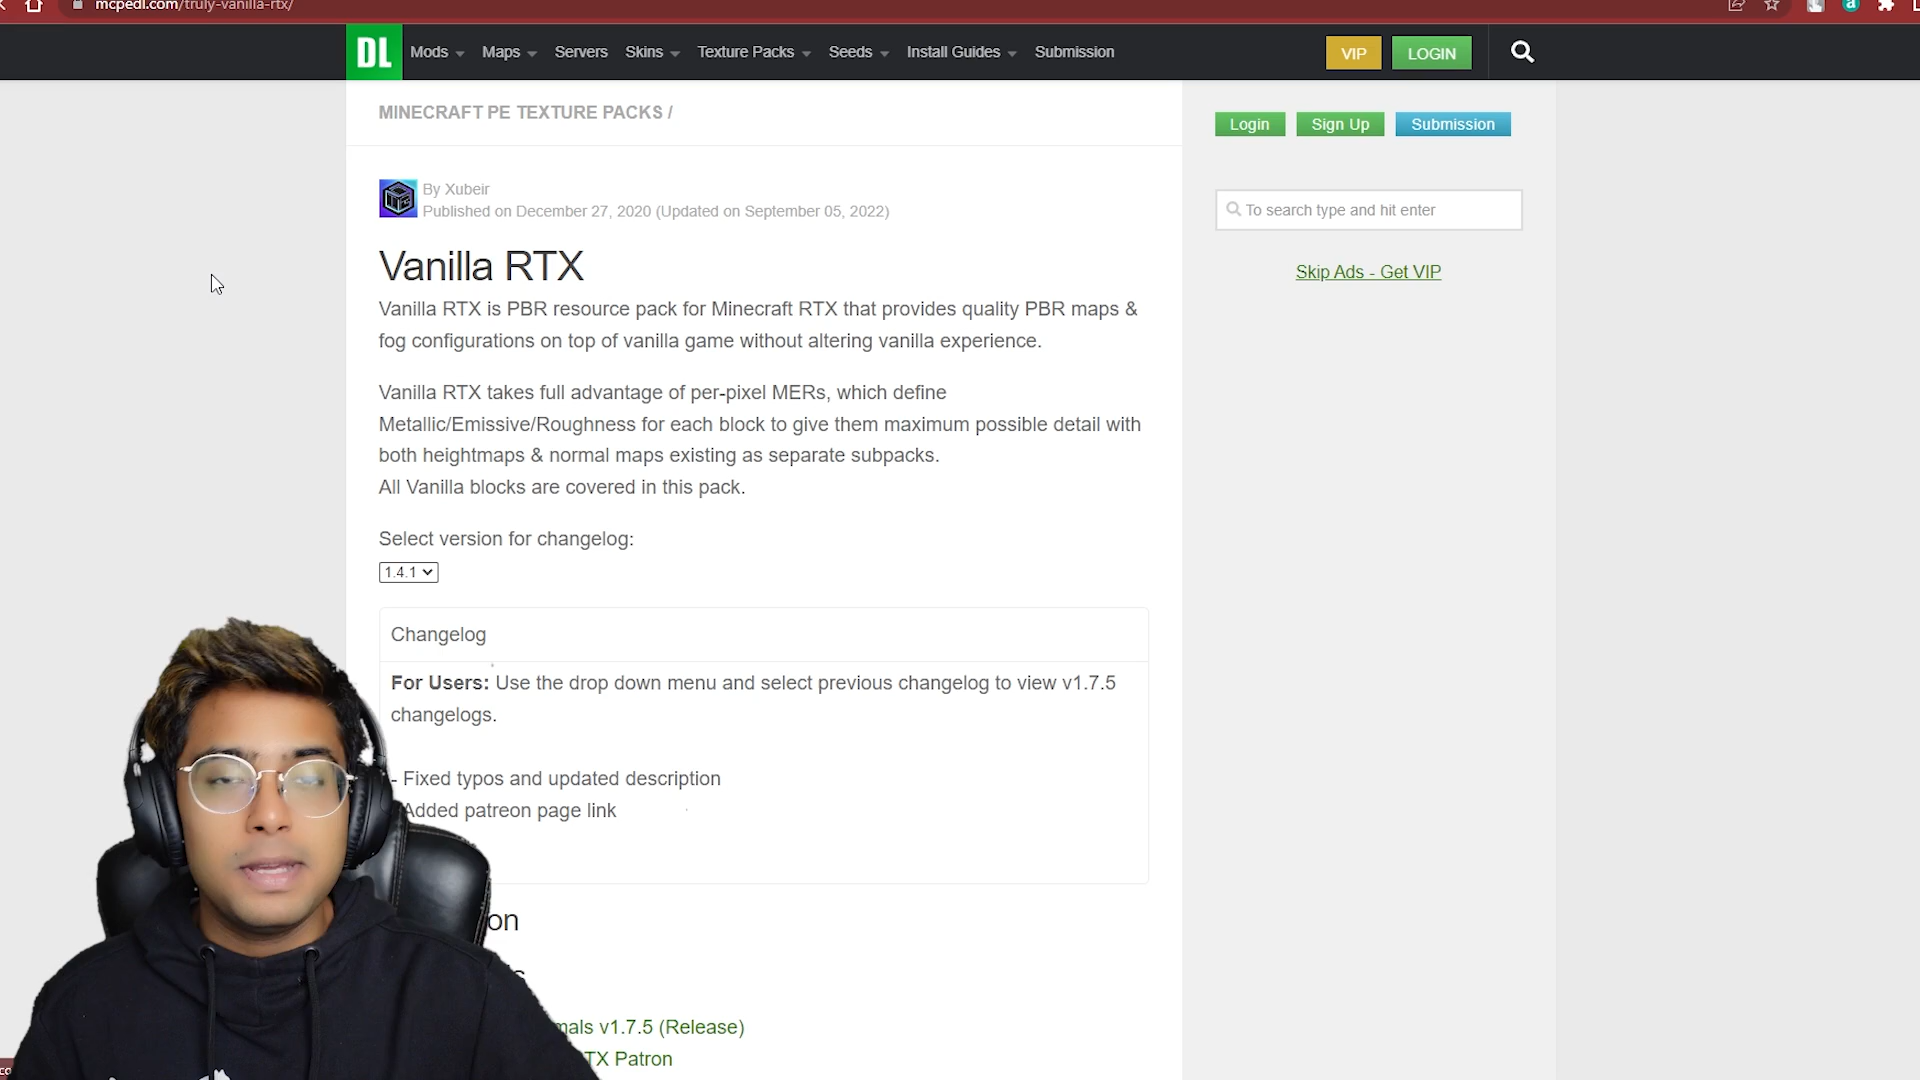 mcpedl.com/truly-vanilla-rtx/
DL Mods Maps Servers Skins Texture Packs Seeds Install Guides Submission VIP LOGIN
MINECRAFT PE TEXTURE PACKS /
Login Sign Up Submission
By Xubeir
Published on December 27, 2020 (Updated on September 05, 2022)
To search type and hit enter
Vanilla RTX
Skip Ads - Get VIP
Vanilla RTX is PBR resource pack for Minecraft RTX that provides quality PBR maps &
fog configurations on top of vanilla game without altering vanilla experience.
Vanilla RTX takes full advantage of per-pixel MERs, which define
Metallic/Emissive/Roughness for each block to give them maximum possible detail with
both heightmaps & normal maps existing as separate subpacks.
All Vanilla blocks are covered in this pack.
Select version for changelog:
1.4.1
Changelog
For Users: Use the drop down menu and select previous changelog to view v1.7.5
changelogs.
- Fixed typos and updated description
Added patreon page link
on
mals v1.7.5 (Release)
TX Patron